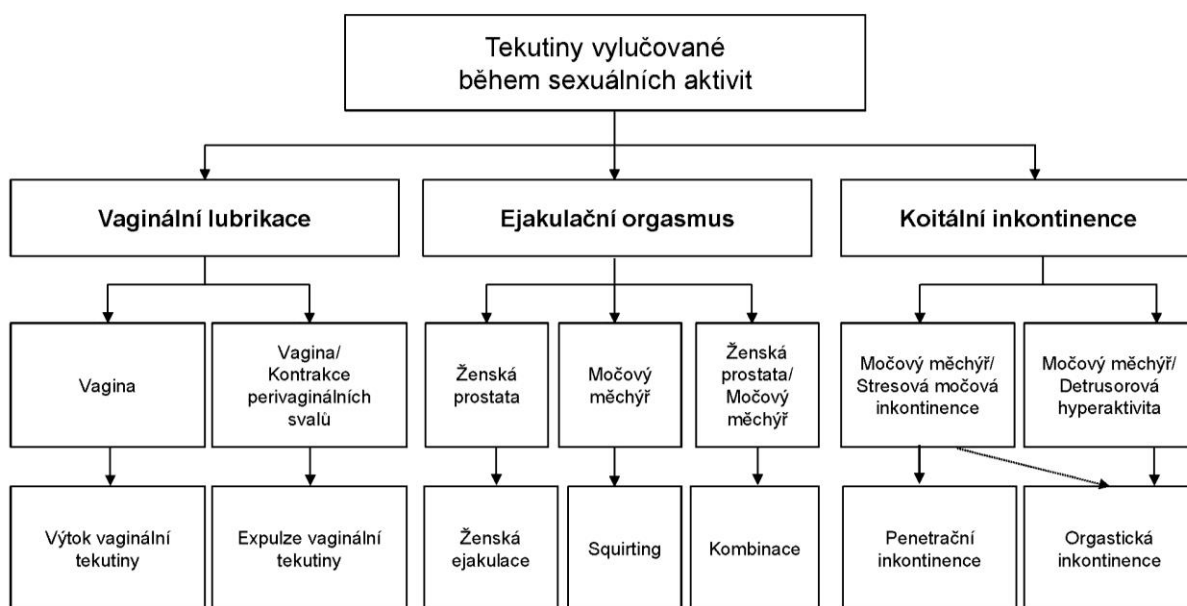 Tekutiny vylučované
během sexuálních aktivit
Vaginální lubrikace
Ejakulační orgasmus
Koitální inkontinence
Vagina
Vagina/
Kontrakce
perivaginálních
svalů
Ženská
prostata
Močový
měchýř
Ženská
prostata/
Močový
měchýř
Močový měchýř/
Stresová močová
inkontinence
Močový měchýř/
Detrusorová
hyperaktivita
Výtok vaginální
tekutiny
Expulze vaginální
tekutiny
Ženská
ejakulace
Squirting
Kombinace
Penetrační
inkontinence
Orgastická
inkontinence